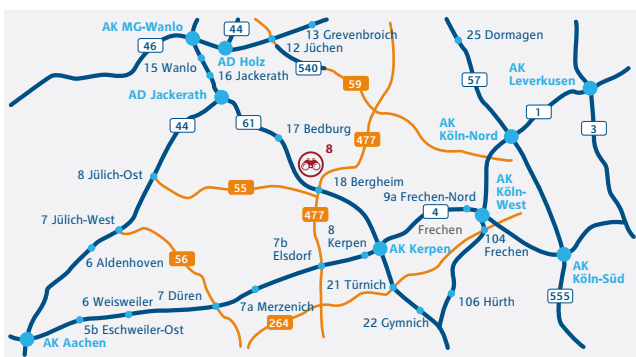 AK MG-Wanlo
44
13 Grevenbroich
12 Jüchen
25 Dormagen
46
AD Holz
15 Wanlo
16 Jackerath
540
59
57
AK
Leverkusen
AD Jackerath
1
44
61
17 Bedburg
477
AK
Köln-Nord
3
8
8 Jülich-Ost
55
18 Bergheim
9a Frechen-Nord
AK
Köln-
West
477
4
7 Jülich-West
8
Kerpen
Frechen
7b
Elsdorf
AK Kerpen
104
Frechen
6 Aldenhoven
56
AK
Köln-Süd
21 Türnich
6 Weisweiler
7 Düren
7a Merzenich
106 Hürth
555
5b Eschweiler-Ost
264
22 Gymnich
AK Aachen